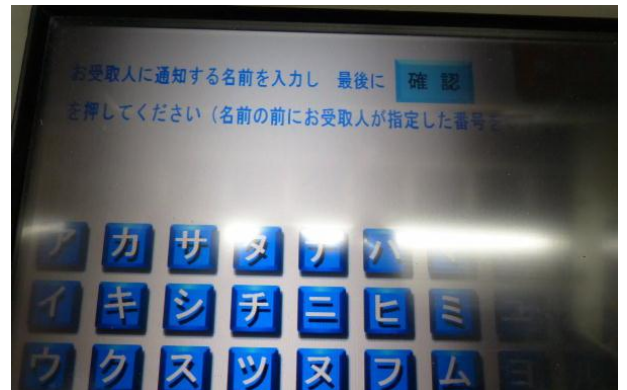 お受取人に通知する名前を入力し 最後に 確認
を押してください(名前の前にお受取人が指定した番号を
ア カ サ タ ナ ハ
イ キ シ チ ニ ヒ ミ
ウ ク ス ツ ヌ フ ム ヨ